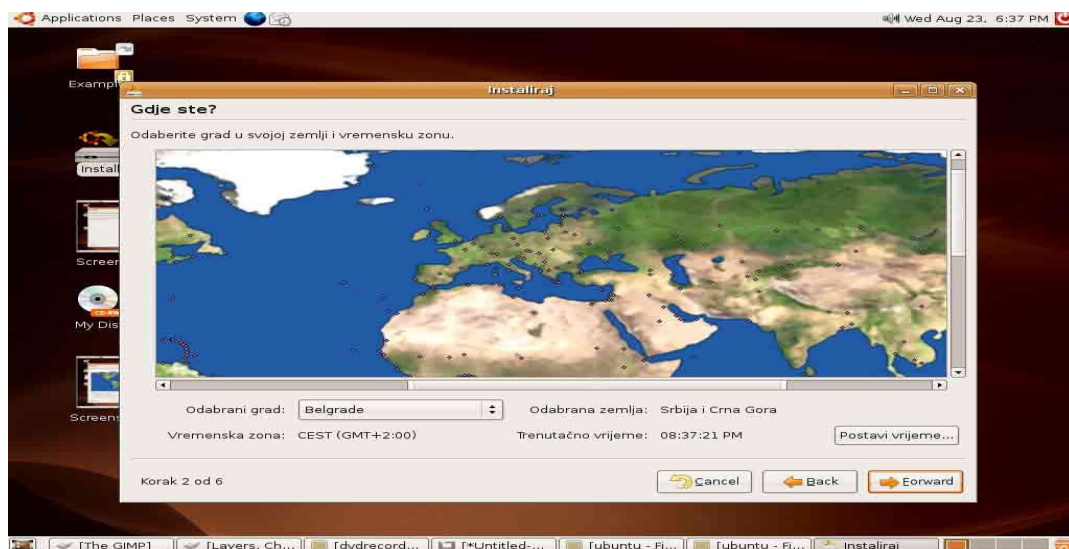 Applications Places System
Wed Aug 23, 6:37 PM
Instaliraj
Gdje ste?
Odaberite grad u svojoj zemlji i vremensku zonu.
Install
My Dis
Odabrani grad: Belgrade
Odabrana zemlja: Srbija i Crna Gora
Vremenska zona: CEST (GMT+2:00)
Trenutačno vrijeme: 08:37:21 PM
Postavi vrijeme...
Korak 2 od 6
Cancel
Back
Forward
[The GIMP]
[Layers, Ch...
[dvdrecord...
[*Untitled-...
[ubuntu - Fi...
[ubuntu - Fi...
Instaliraj